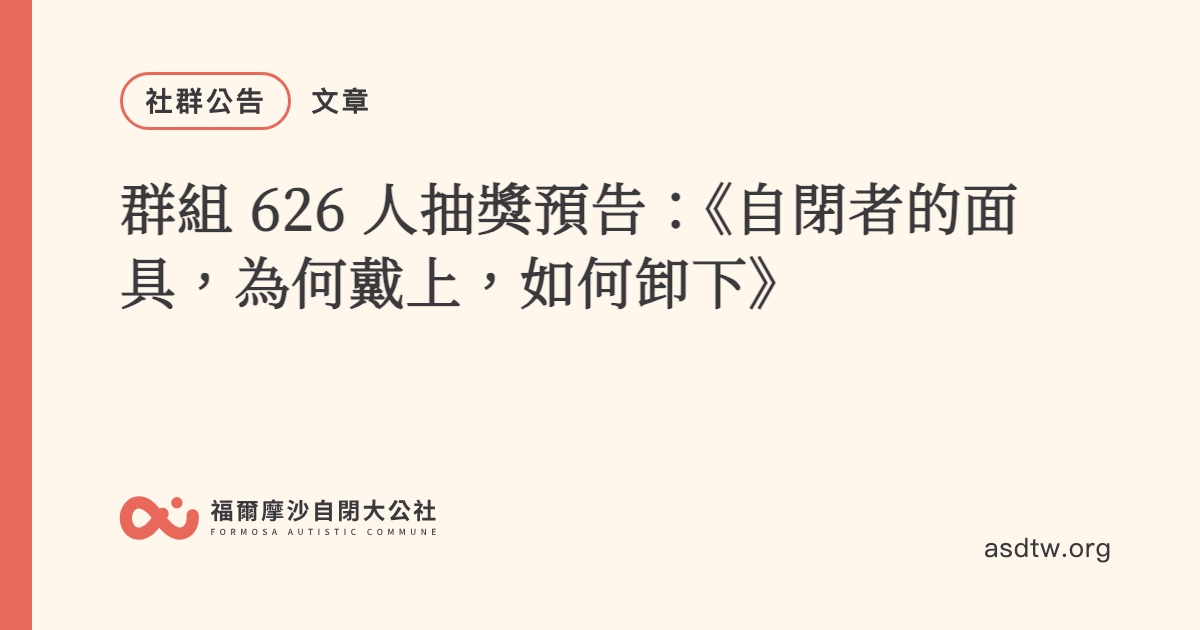 社群公告 文章
群組 626 人抽獎預告：《自閉者的面
具，為何戴上，如何卸下》
福爾摩沙自閉大公社
FORMOSA AUTISTIC COMMUNE
asdtw.org